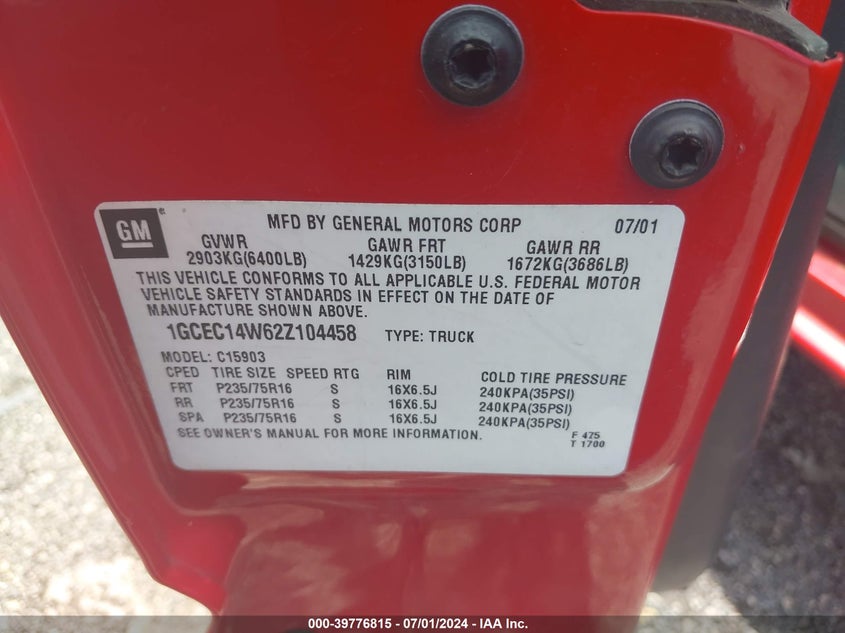 GM
MFD BY GENERAL MOTORS CORP 07/01
GVWR GAWR FRT GAWR RR
2903KG(6400LB) 1429KG(3150LB) 1672KG(3686LB)
THIS VEHICLE CONFORMS TO ALL APPLICABLE U.S. FEDERAL MOTOR
VEHICLE SAFETY STANDARDS IN EFFECT ON THE DATE OF
MANUFACTURE SHOWN ABOVE.
1GCEC14W62Z104458 TYPE: TRUCK
MODEL: C15903
CPED TIRE SIZE SPEED RTG RIM COLD TIRE PRESSURE
FRT P235/75R16 S 16X6.5J 240KPA(35PSI)
RR P235/75R16 S 16X6.5J 240KPA(35PSI)
SPA P235/75R16 S 16X6.5J 240KPA(35PSI)
SEE OWNER'S MANUAL FOR MORE INFORMATION. F 475
T 1700
000-39776815 - 07/01/2024 - IAA Inc.